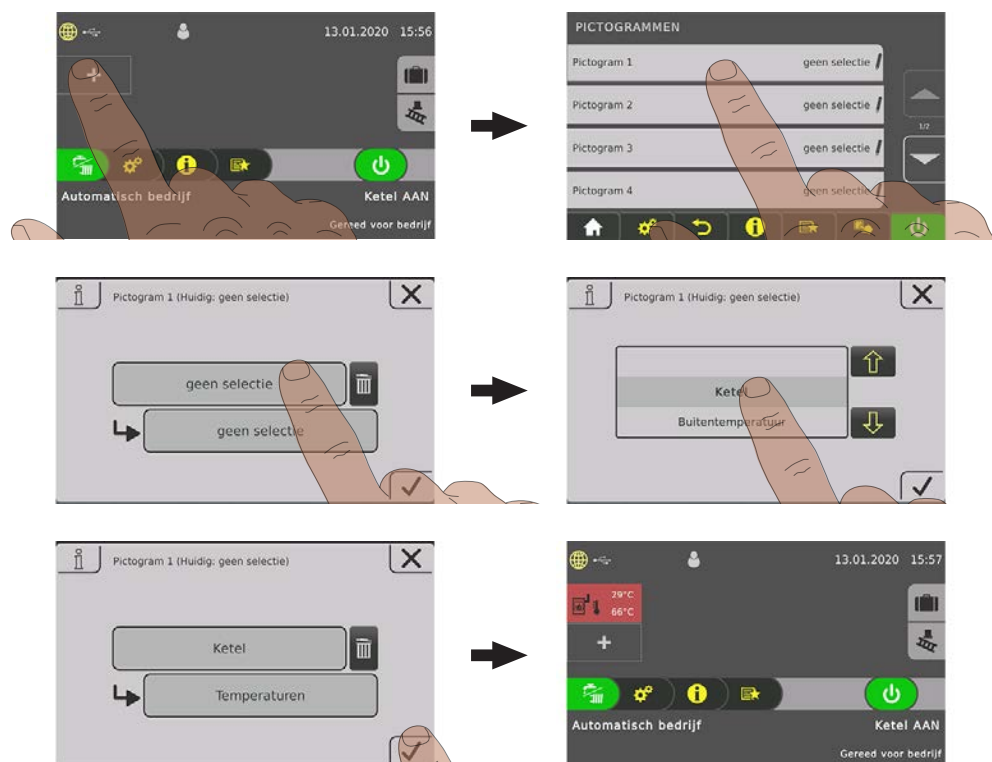 13.01.2020 15:56
+
Automatisch bedrijf Ketel AAN
Gereed voor bedrijf
PICTOGRAMMEN
Pictogram 1 geen selectie
Pictogram 2 geen selectie
1/2
Pictogram 3 geen selectie
Pictogram 4 geen selectie
Pictogram 1 (Huidig: geen selectie)
geen selectie
geen selectie
Pictogram 1 (Huidig: geen selectie)
Ketel
Buitentemperatuur
Pictogram 1 (Huidig: geen selectie)
Ketel
Temperaturen
13.01.2020 15:57
29°C
66°C
+
Automatisch bedrijf Ketel AAN
Gereed voor bedrijf